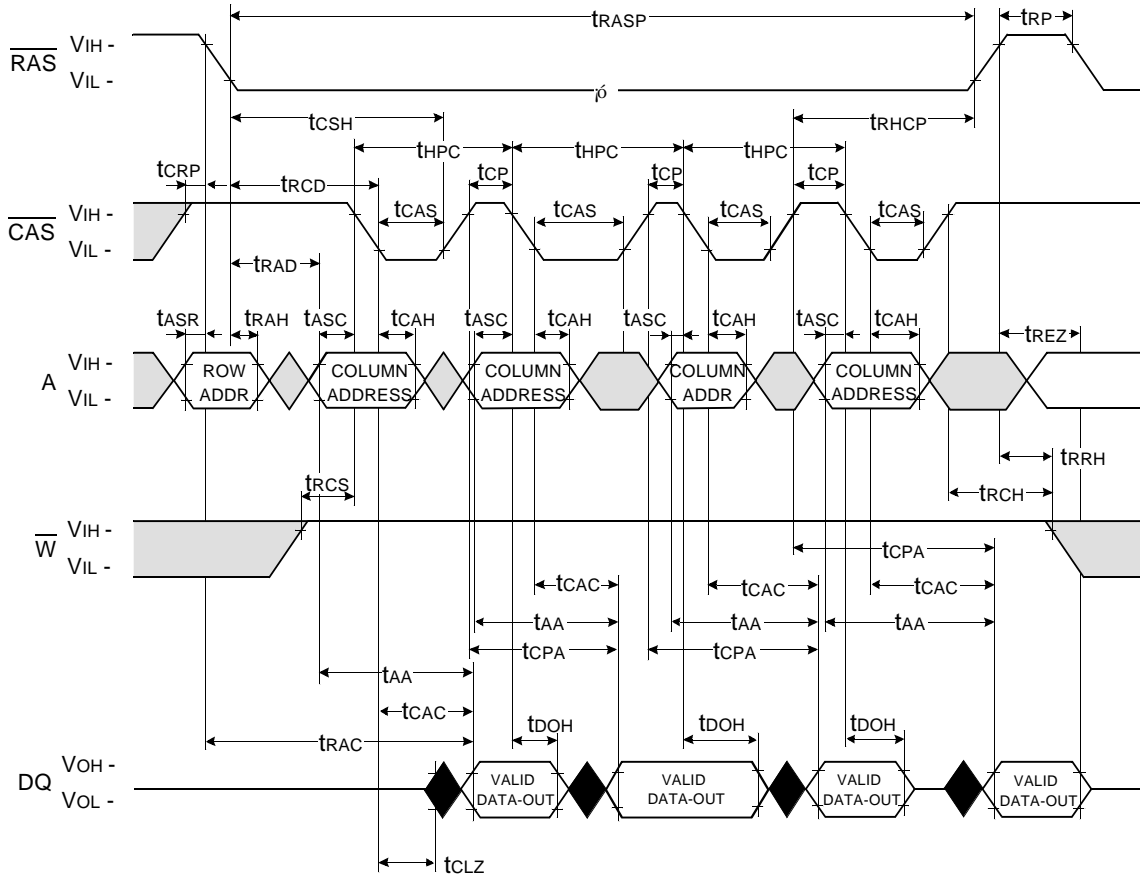 tRASP tRP
RAS VIH -
VIL -
ÿó
tCSH tRHCP
tHPC tHPC tHPC
tCRP tRCD tCP tCP tCP
CAS VIH -
VIL -
tCAS tCAS tCAS tCAS
tRAD
tASR tRAH tASC tCAH tASC tCAH tASC tCAH tASC tCAH tREZ
A VIH -
VIL -
ROW ADDR
COLUMN ADDRESS
COLUMN ADDRESS
COLUMN ADDR
COLUMN ADDRESS
tRRH
tRCS tRCH
W VIH -
VIL -
tCPA
tCAC tCAC tCAC
tAA tAA tAA
tCPA tCPA
tAA
tCAC
tRAC tDOH tDOH tDOH
DQ VOH -
VOL -
VALID DATA-OUT
VALID DATA-OUT
VALID DATA-OUT
VALID DATA-OUT
tCLZ